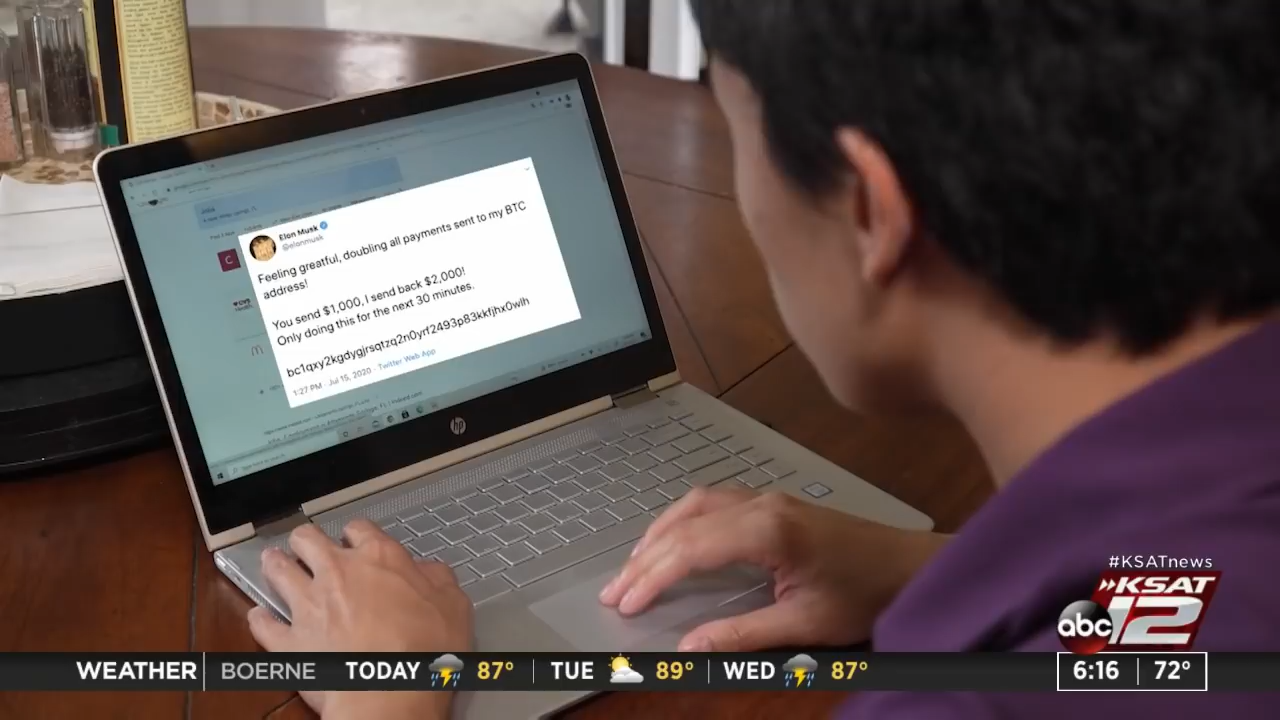 Elon Musk
@elonmusk
Feeling greatful, doubling all payments sent to my BTC
address!
You send $1,000, I send back $2,000!
Only doing this for the next 30 minutes.
bc1qxy2kgdygjrsqtzq2n0yrf2493p83kkfjhx0wlh
1:27 PM · Jul 15, 2020 · Twitter Web App
C
hp
#KSATnews
KSAT
abc 12
WEATHER BOERNE TODAY 87° TUE 89° WED 87° 6:16 72°